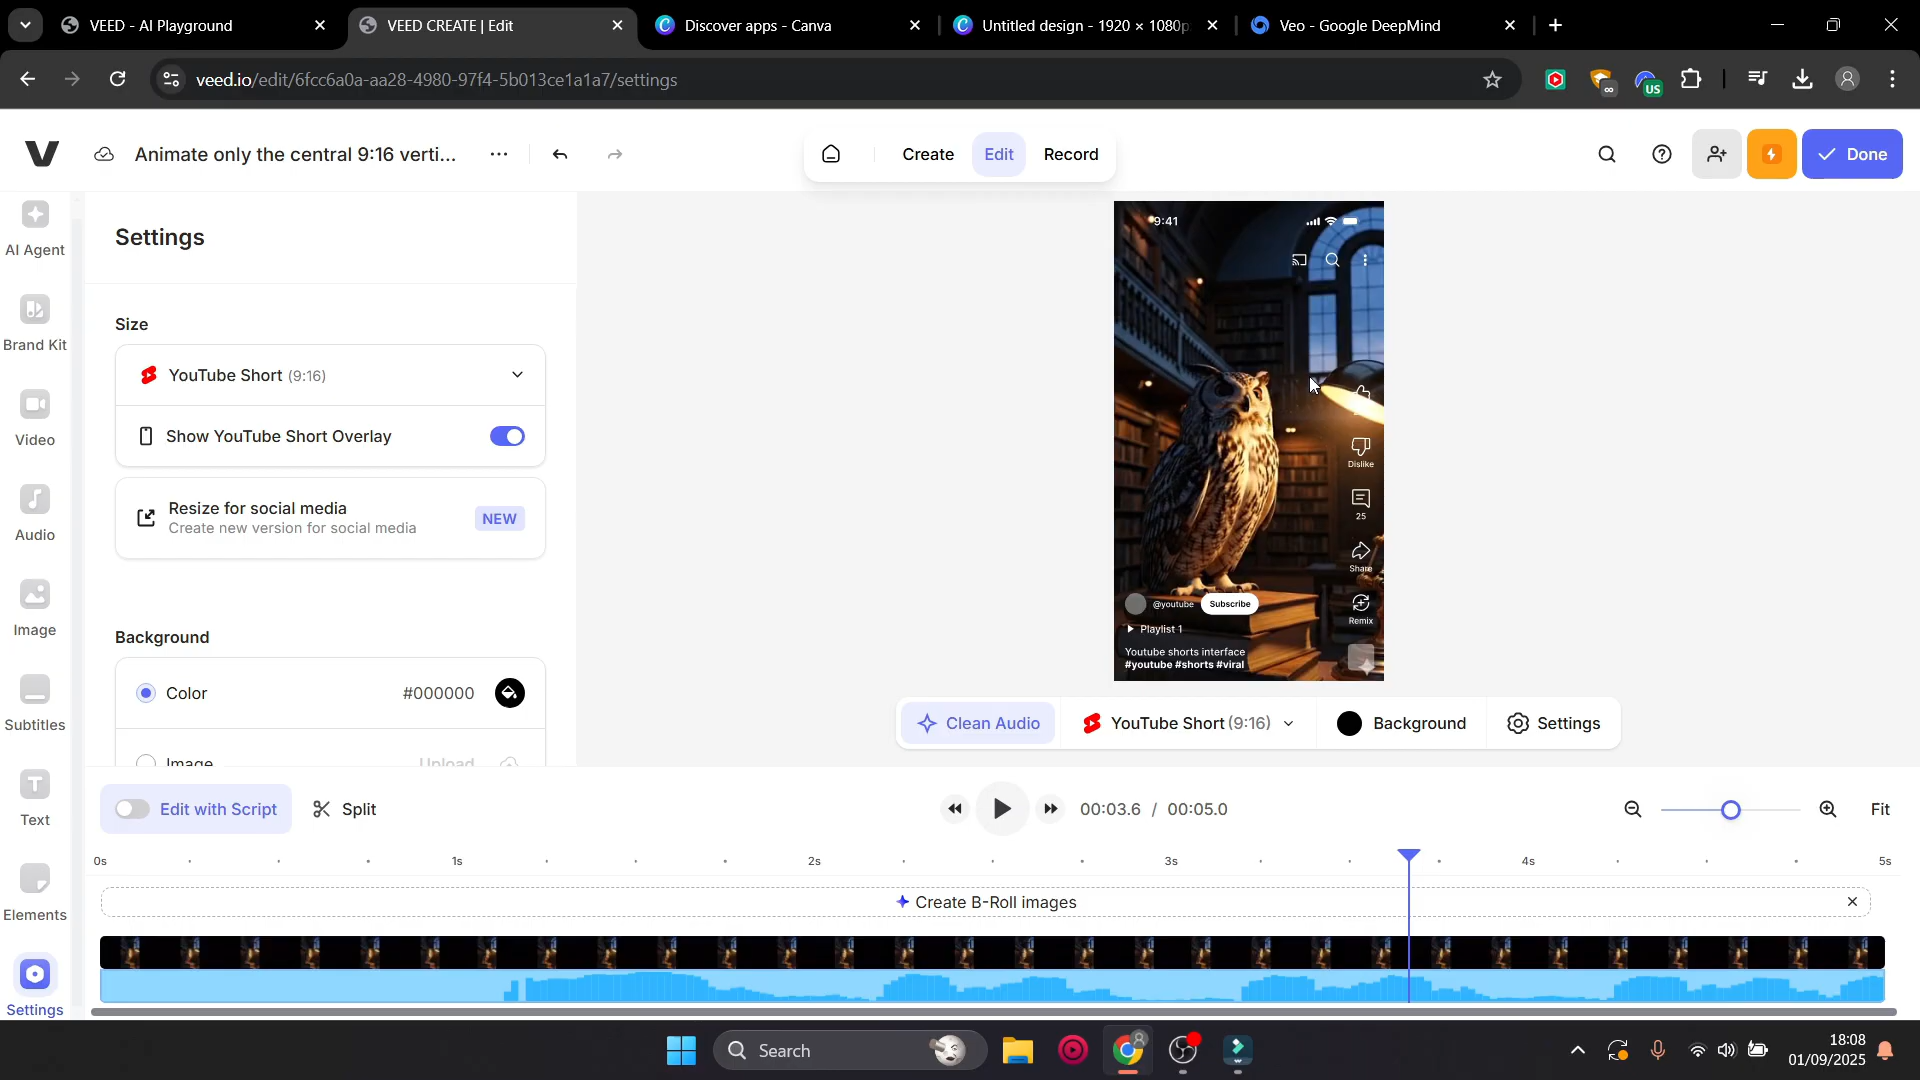 VEED - AI Playground
VEED CREATE | Edit
Discover apps - Canva
Untitled design - 1920 × 1080p
Veo - Google DeepMind
veed.io/edit/6fcc6a0a-aa28-4980-97f4-5b013ce1a1a7/settings
US
Animate only the central 9:16 verti...
Create
Edit
Record
Done
AI Agent
Brand Kit
Video
Audio
Image
Subtitles
Text
Elements
Settings
Settings
Size
YouTube Short (9:16)
Show YouTube Short Overlay
Resize for social media
Create new version for social media
NEW
Background
Color
#000000
Image
Upload
9:41
Dislike
25
Share
Remix
@youtube
Subscribe
Playlist 1
Youtube shorts interface
#youtube #shorts #viral
Clean Audio
YouTube Short (9:16)
Background
Settings
Edit with Script
Split
00:03.6 / 00:05.0
Fit
0s
1s
2s
3s
4s
5s
Create B-Roll images
Search
18:08
01/09/2025